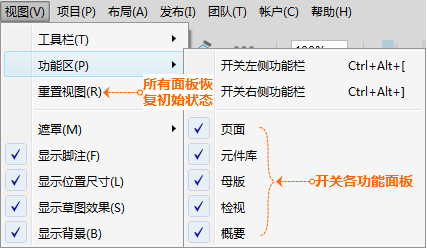 视图(V) 项目(P) 布局(A) 发布(I) 团队(T) 帐户(C) 帮助(H)
工具栏(T)
功能区(P)
重置视图(R)
所有面板恢
复初始状态
遮罩(M)
显示脚注(F)
显示位置尺寸(L)
显示草图效果(S)
显示背景(B)
开关左侧功能栏 Ctrl+Alt+[
开关右侧功能栏 Ctrl+Alt+]
页面
元件库
母版
检视
概要
开关各功能面板